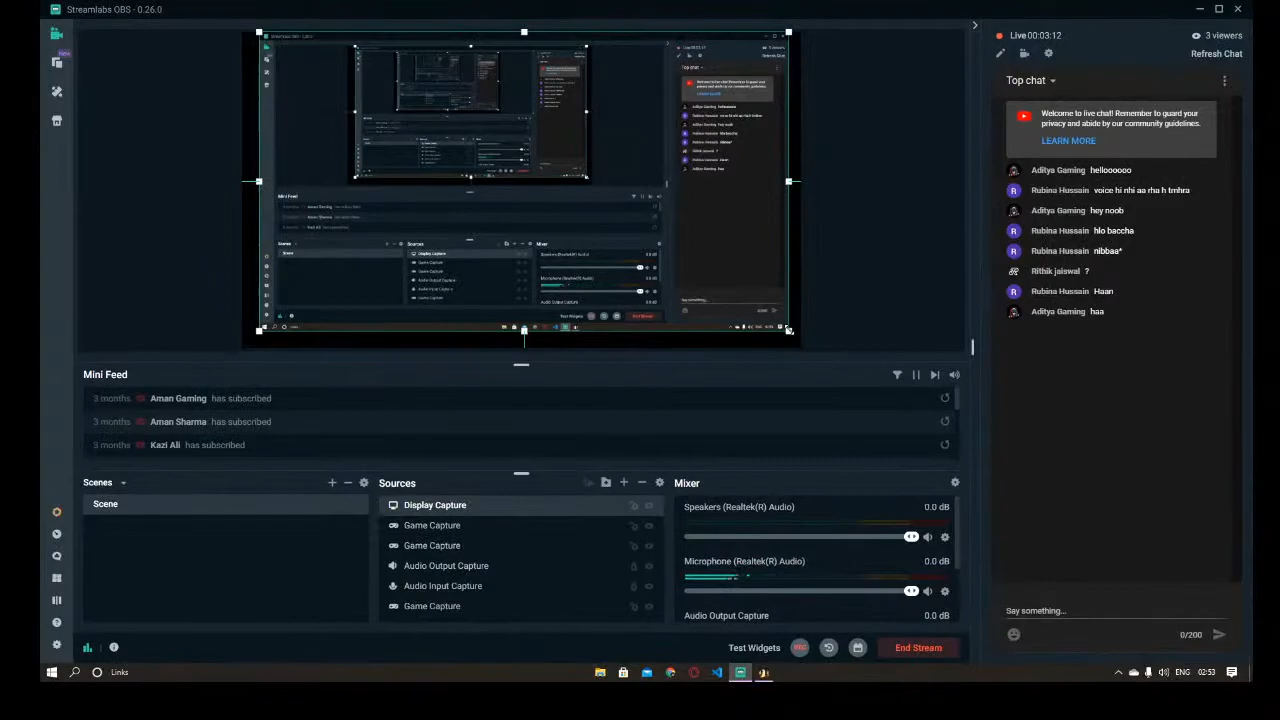 Streamlabs OBS - 0.26.0
Live 00:03:12
3 viewers
Refresh Chat
New
Top chat
Welcome to live chat! Remember to guard your
privacy and abide by our community guidelines.
LEARN MORE
Aditya Gaming helloooooo
Rubina Hussain voice hi nhi aa rha h tmhra
Aditya Gaming hey noob
Rubina Hussain hlo baccha
Rubina Hussain nibbaa*
Rithik jaiswal ?
Rubina Hussain Haan
Aditya Gaming haa
Mini Feed
3 months Aman Gaming has subscribed
3 months Aman Sharma has subscribed
3 months Kazi Ali has subscribed
Scenes
Scene
Sources
Display Capture
Game Capture
Game Capture
Audio Output Capture
Audio Input Capture
Game Capture
Mixer
Speakers (Realtek(R) Audio) 0.0 dB
Microphone (Realtek(R) Audio) 0.0 dB
Audio Output Capture 0.0 dB
Say something...
0/200
Test Widgets
REC
End Stream
Links
ENG
02:53